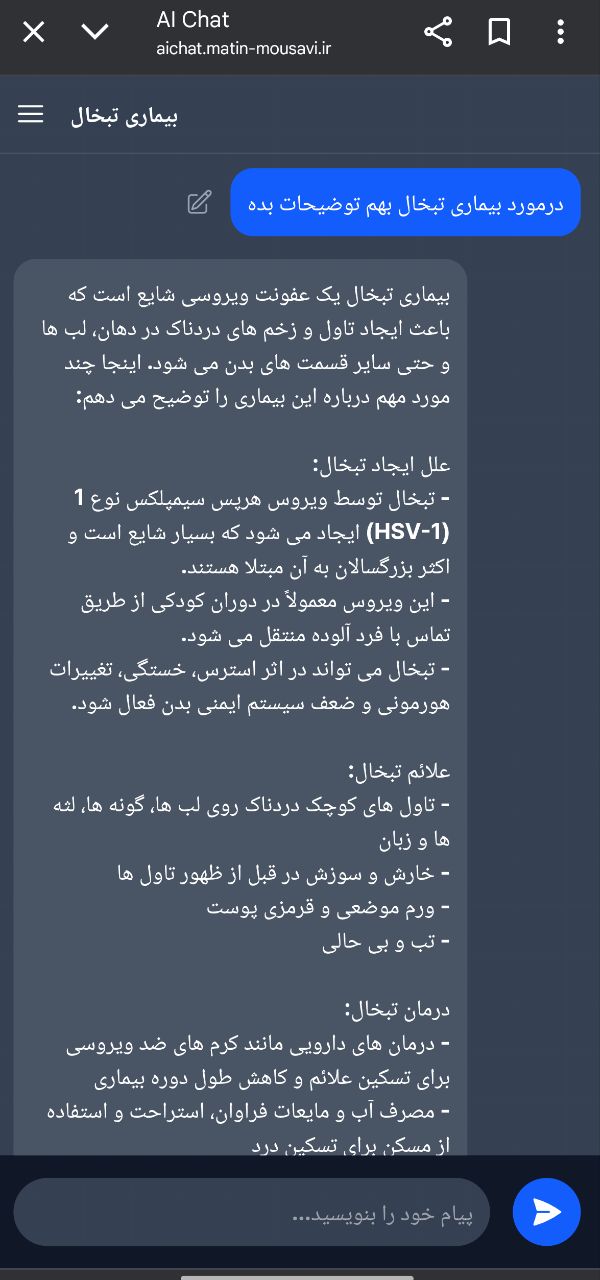 AI Chat
aichat.matin-mousavi.ir
بیماری تبخال
درمورد بیماری تبخال بهم توضیحات بده
بیماری تبخال یک عفونت ویروسی شایع است که
باعث ایجاد تاول و زخم های دردناک در دهان، لب ها
و حتی سایر قسمت های بدن می شود. اینجا چند
مورد مهم درباره این بیماری را توضیح می دهم:
علل ایجاد تبخال:
- تبخال توسط ویروس هرپس سیمپلکس نوع 1
(HSV-1) ایجاد می شود که بسیار شایع است و
اکثر بزرگسالان به آن مبتلا هستند.
- این ویروس معمولاً در دوران کودکی از طریق
تماس با فرد آلوده منتقل می شود.
- تبخال می تواند در اثر استرس، خستگی، تغییرات
هورمونی و ضعف سیستم ایمنی بدن فعال شود.
علائم تبخال:
- تاول های کوچک دردناک روی لب ها، گونه ها، لثه
ها و زبان
- خارش و سوزش در قبل از ظهور تاول ها
- ورم موضعی و قرمزی پوست
- تب و بی حالی
درمان تبخال:
- درمان های دارویی مانند کرم های ضد ویروسی
برای تسکین علائم و کاهش طول دوره بیماری
- مصرف آب و مایعات فراوان، استراحت و استفاده
از مسکن برای تسکین درد
پیام خود را بنویسید...